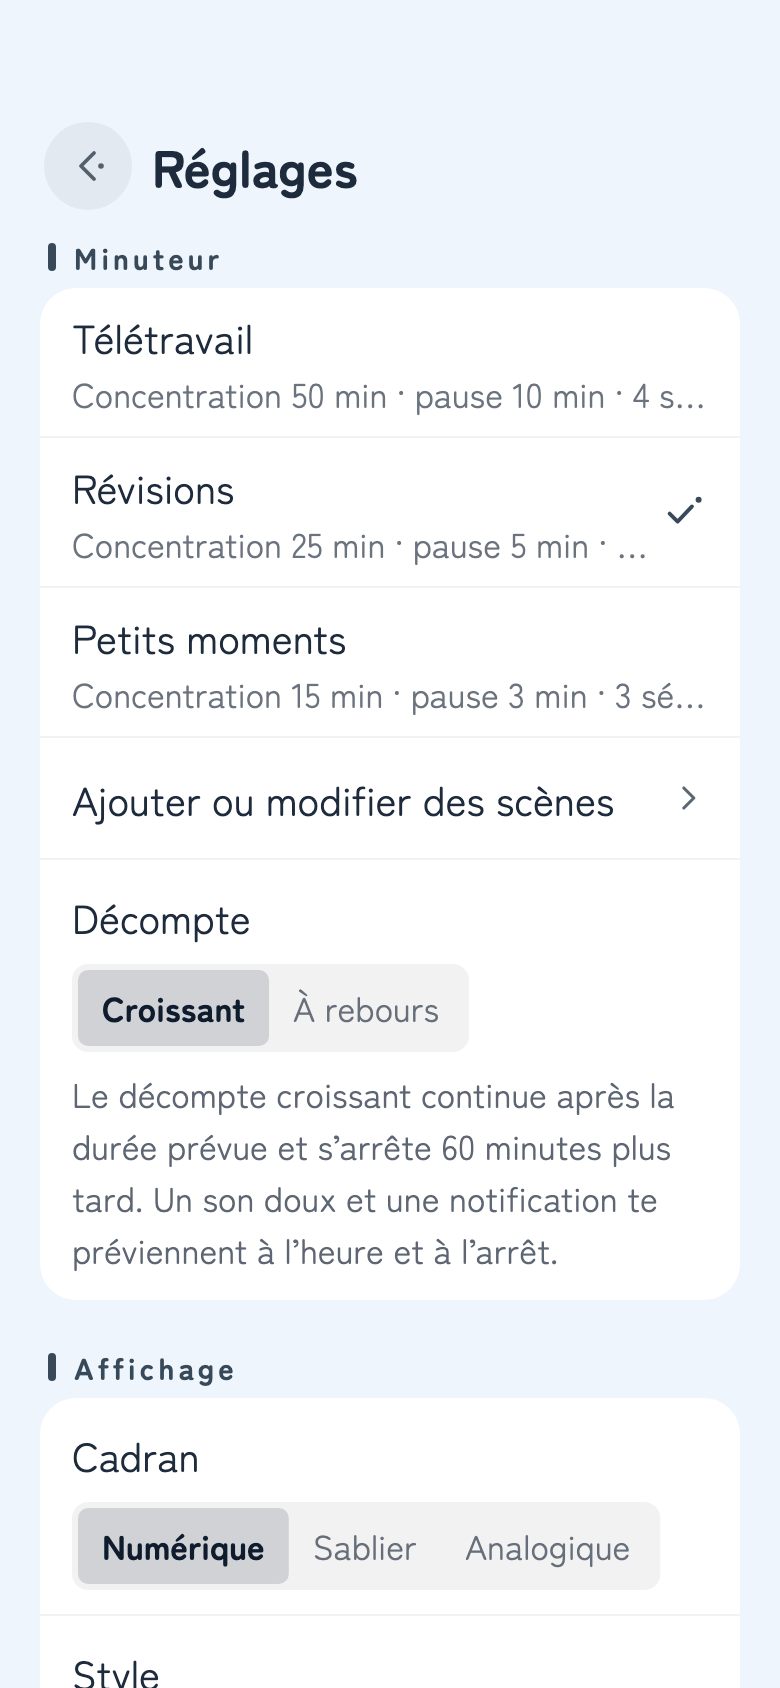 Réglages
Minuteur
Télétravail
Concentration 50 min · pause 10 min · 4 s...
Révisions
Concentration 25 min · pause 5 min · ...
Petits moments
Concentration 15 min · pause 3 min · 3 sé...
Ajouter ou modifier des scènes
Décompte
Croissant À rebours
Le décompte croissant continue après la
durée prévue et s’arrête 60 minutes plus
tard. Un son doux et une notification te
préviennent à l’heure et à l’arrêt.
Affichage
Cadran
Numérique Sablier Analogique
Style